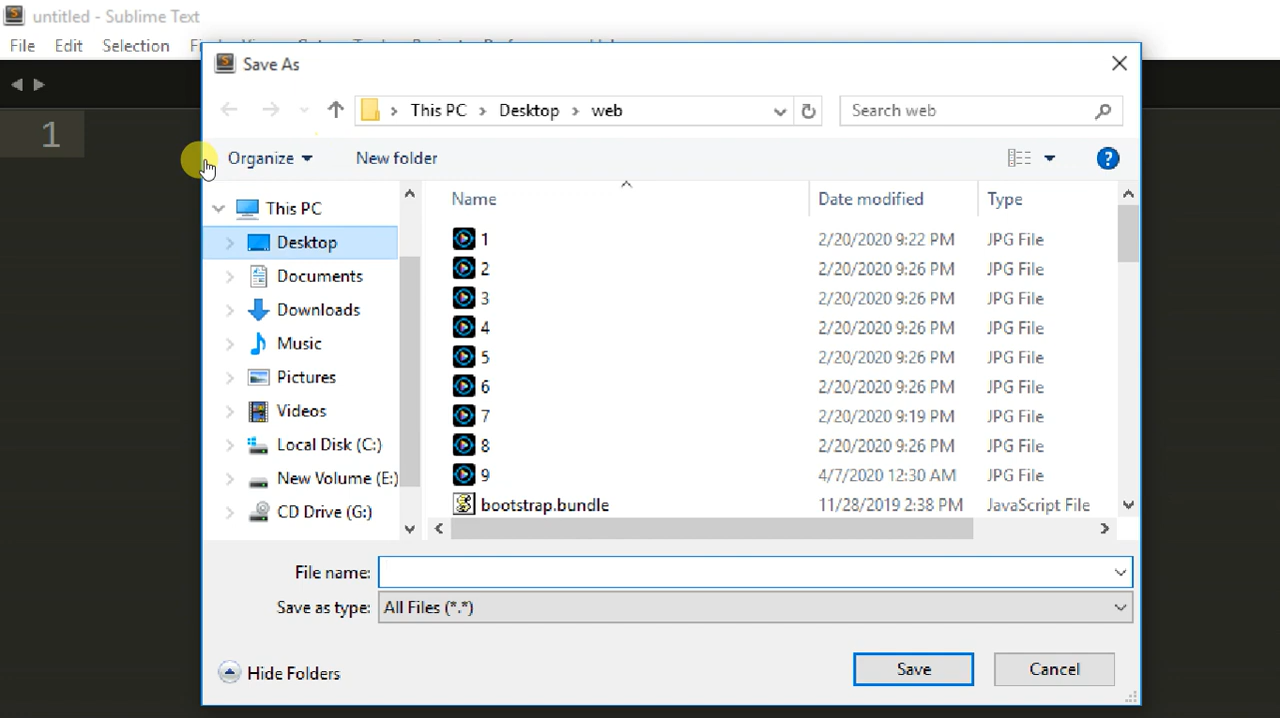 untitled - Sublime Text
File Edit Selection
Save As
This PC > Desktop > web
Search web
Organize
New folder
Name Date modified Type
This PC
Desktop
Documents
Downloads
Music
Pictures
Videos
Local Disk (C:)
New Volume (E:)
CD Drive (G:)
1 2/20/2020 9:22 PM JPG File
2 2/20/2020 9:26 PM JPG File
3 2/20/2020 9:26 PM JPG File
4 2/20/2020 9:26 PM JPG File
5 2/20/2020 9:26 PM JPG File
6 2/20/2020 9:26 PM JPG File
7 2/20/2020 9:19 PM JPG File
8 2/20/2020 9:26 PM JPG File
9 4/7/2020 12:30 AM JPG File
bootstrap.bundle 11/28/2019 2:38 PM JavaScript File
File name:
Save as type: All Files (*.*)
Hide Folders
Save
Cancel
1